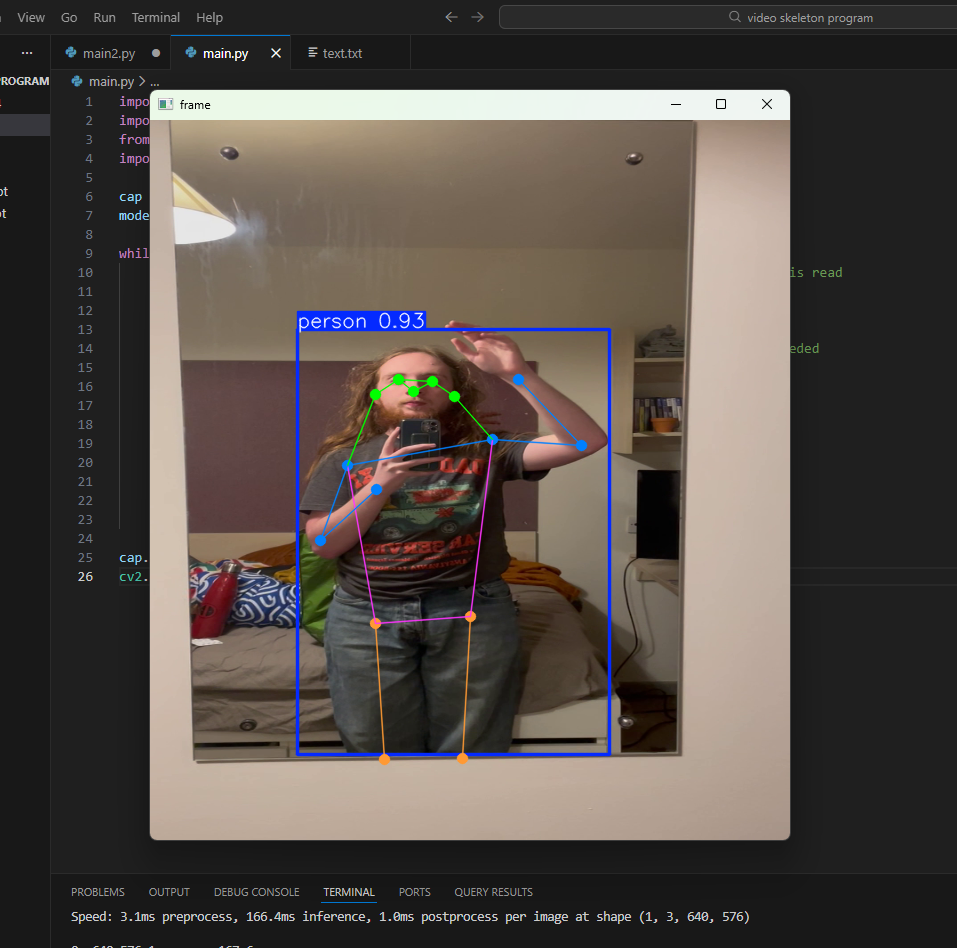 View Go Run Terminal Help
video skeleton program
... main2.py main.py text.txt
PROGRAM
main.py > ...
frame
1 impo
2 impo
3 from
4 impo
5
6 cap
7 mode
8
9 whil
10 is read
11
12
13
14 eded
15
16
17
18
19
20
21
22
23
24
25 cap.
26 cv2.
person 0.93
PROBLEMS OUTPUT DEBUG CONSOLE TERMINAL PORTS QUERY RESULTS
Speed: 3.1ms preprocess, 166.4ms inference, 1.0ms postprocess per image at shape (1, 3, 640, 576)